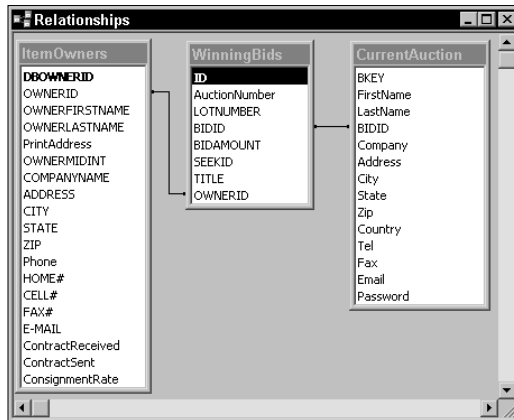 Relationships
ItemOwners
DBOWNERID
OWNERID
OWNERFIRSTNAME
OWNERLASTNAME
PrintAddress
OWNERMIDINT
COMPANYNAME
ADDRESS
CITY
STATE
ZIP
Phone
HOME#
CELL#
FAX#
E-MAIL
ContractReceived
ContractSent
ConsignmentRate
WinningBids
ID
AuctionNumber
LOTNUMBER
BIDID
BIDAMOUNT
SEEKID
TITLE
OWNERID
CurrentAuction
BKEY
FirstName
LastName
BIDID
Company
Address
City
State
Zip
Country
Tel
Fax
Email
Password